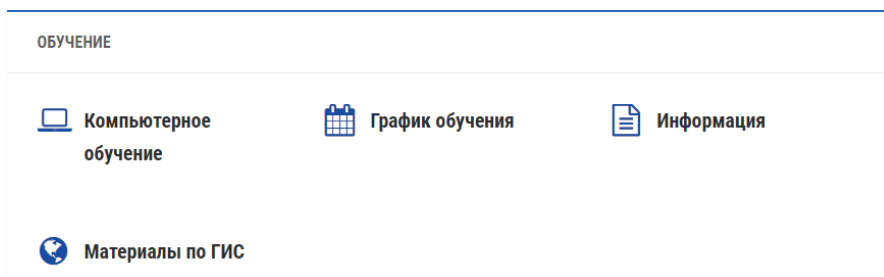 ОБУЧЕНИЕ
Компьютерное
обучение
График обучения
Информация
Материалы по ГИС